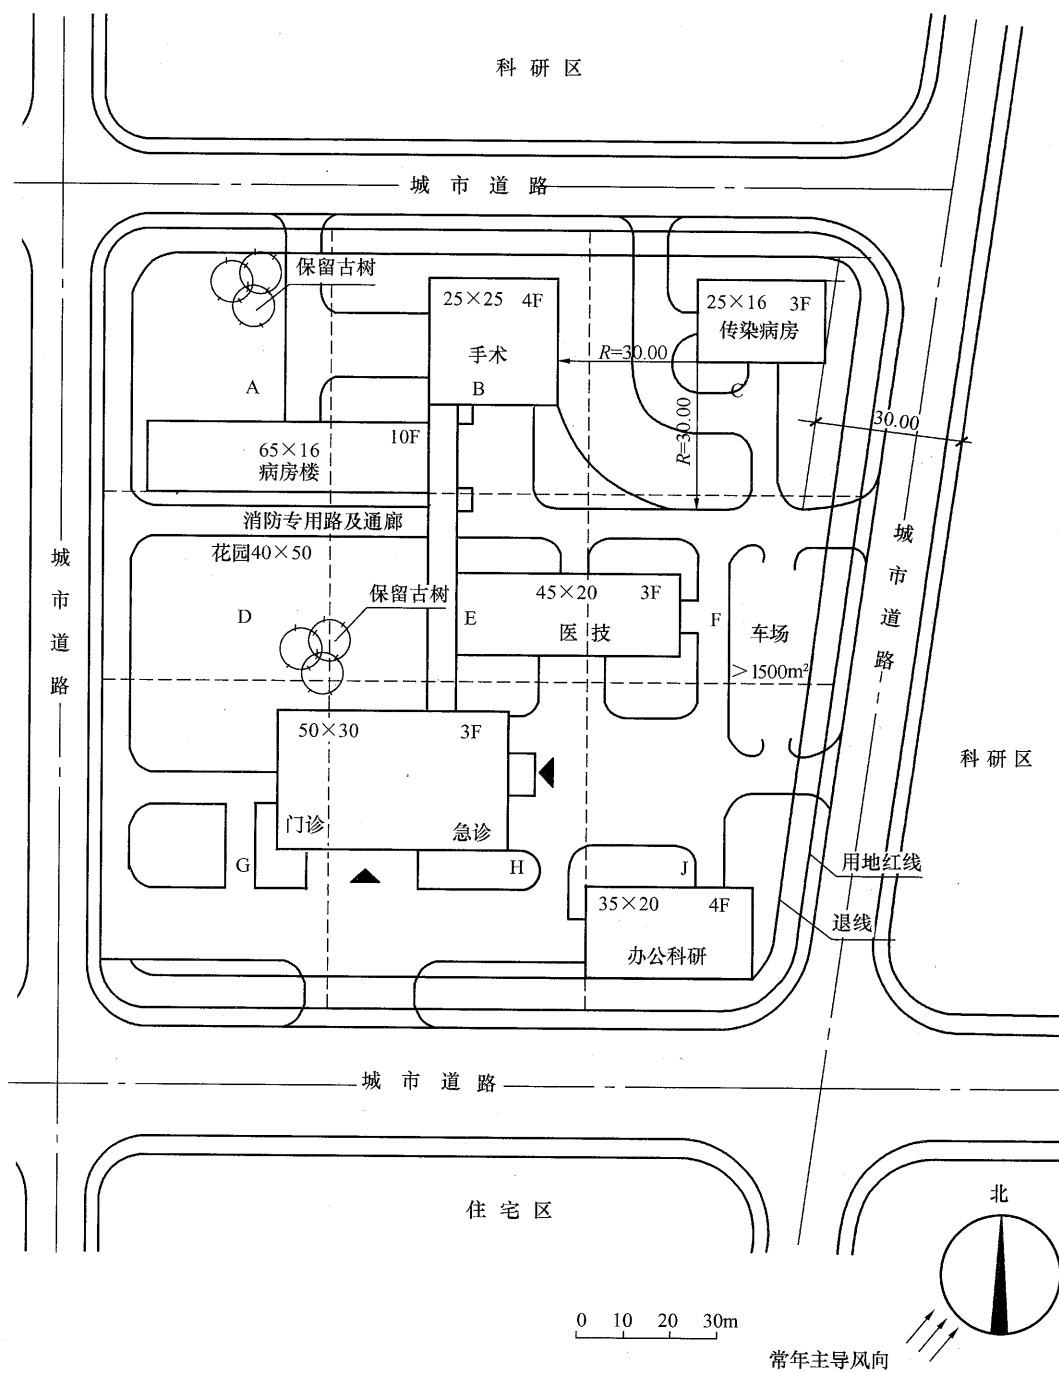 科研区
城市道路
保留古树
25×25 4F
手术
B
25×16 3F
传染病房
R=30.00
A
C
R=30.00
30.00
10F
65×16
病房楼
消防专用路及通廊
花园40×50
城市道路
城市道路
保留古树
D
E
45×20 3F
医技
F
车场
>1500m²
50×30 3F
科研区
门诊
急诊
G
H
J
用地红线
35×20 4F
退线
办公科研
城市道路
住宅区
北
0 10 20 30m
常年主导风向